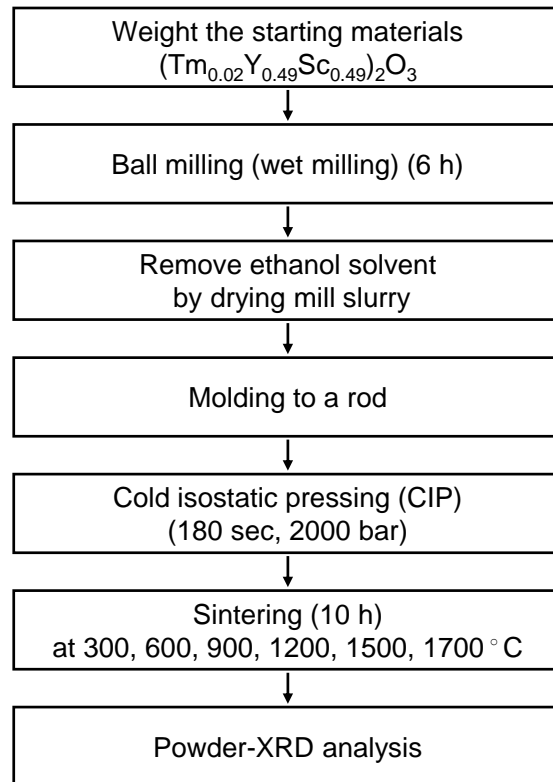 Weight the starting materials
(Tm₀.₀₂Y₀.₄₉Sc₀.₄₉)₂O₃
Ball milling (wet milling) (6 h)
Remove ethanol solvent
by drying mill slurry
Molding to a rod
Cold isostatic pressing (CIP)
(180 sec, 2000 bar)
Sintering (10 h)
at 300, 600, 900, 1200, 1500, 1700 °C
Powder-XRD analysis